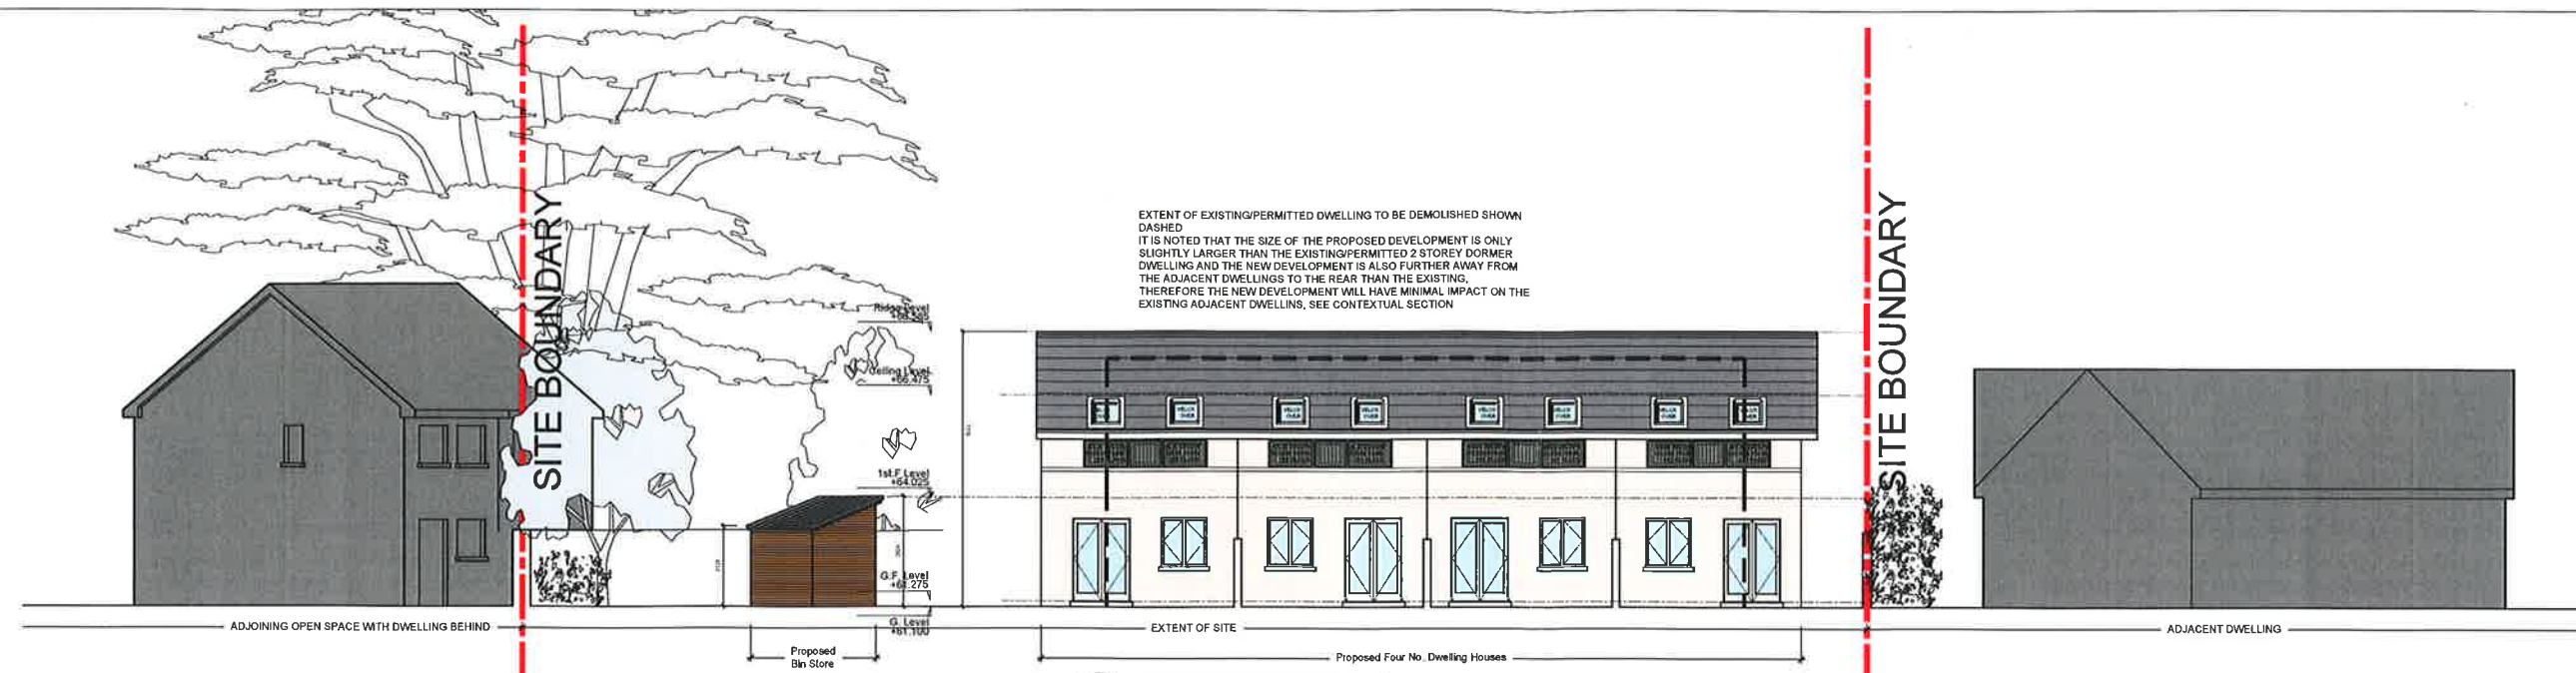 SITE BOUNDARY
SITE BOUNDARY
EXTENT OF EXISTING/PERMITTED DWELLING TO BE DEMOLISHED SHOWN
DASHED
IT IS NOTED THAT THE SIZE OF THE PROPOSED DEVELOPMENT IS ONLY
SLIGHTLY LARGER THAN THE EXISTING/PERMITTED 2 STOREY DORMER
DWELLING AND THE NEW DEVELOPMENT IS ALSO FURTHER AWAY FROM
THE ADJACENT DWELLINGS TO THE REAR THAN THE EXISTING,
THEREFORE THE NEW DEVELOPMENT WILL HAVE MINIMAL IMPACT ON THE
EXISTING ADJACENT DWELLINS, SEE CONTEXTUAL SECTION
Ridge Level
Ceiling Level
+66.475
1st.F. Level
+64.025
G.F. Level
+61.275
G. Level
+61.100
ADJOINING OPEN SPACE WITH DWELLING BEHIND
EXTENT OF SITE
ADJACENT DWELLING
Proposed
Bin Store
Proposed Four No. Dwelling Houses